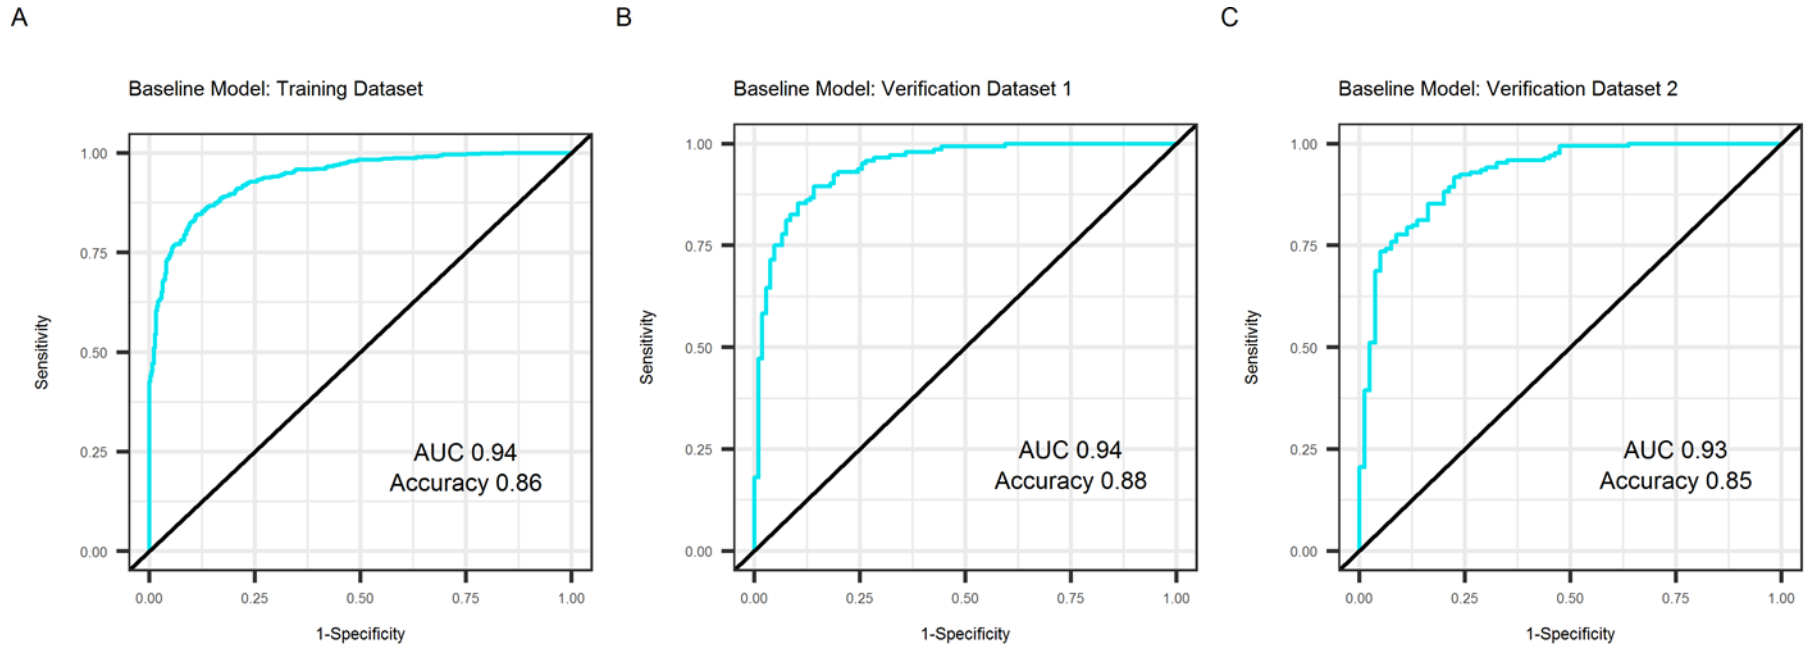 A
B
C
Baseline Model: Training Dataset
Baseline Model: Verification Dataset 1
Baseline Model: Verification Dataset 2
Sensitivity
1.00
0.75
0.50
0.25
0.00
AUC 0.94
Accuracy 0.86
0.00 0.25 0.50 0.75 1.00
1-Specificity
Sensitivity
1.00
0.75
0.50
0.25
0.00
AUC 0.94
Accuracy 0.88
0.00 0.25 0.50 0.75 1.00
1-Specificity
Sensitivity
1.00
0.75
0.50
0.25
0.00
AUC 0.93
Accuracy 0.85
0.00 0.25 0.50 0.75 1.00
1-Specificity